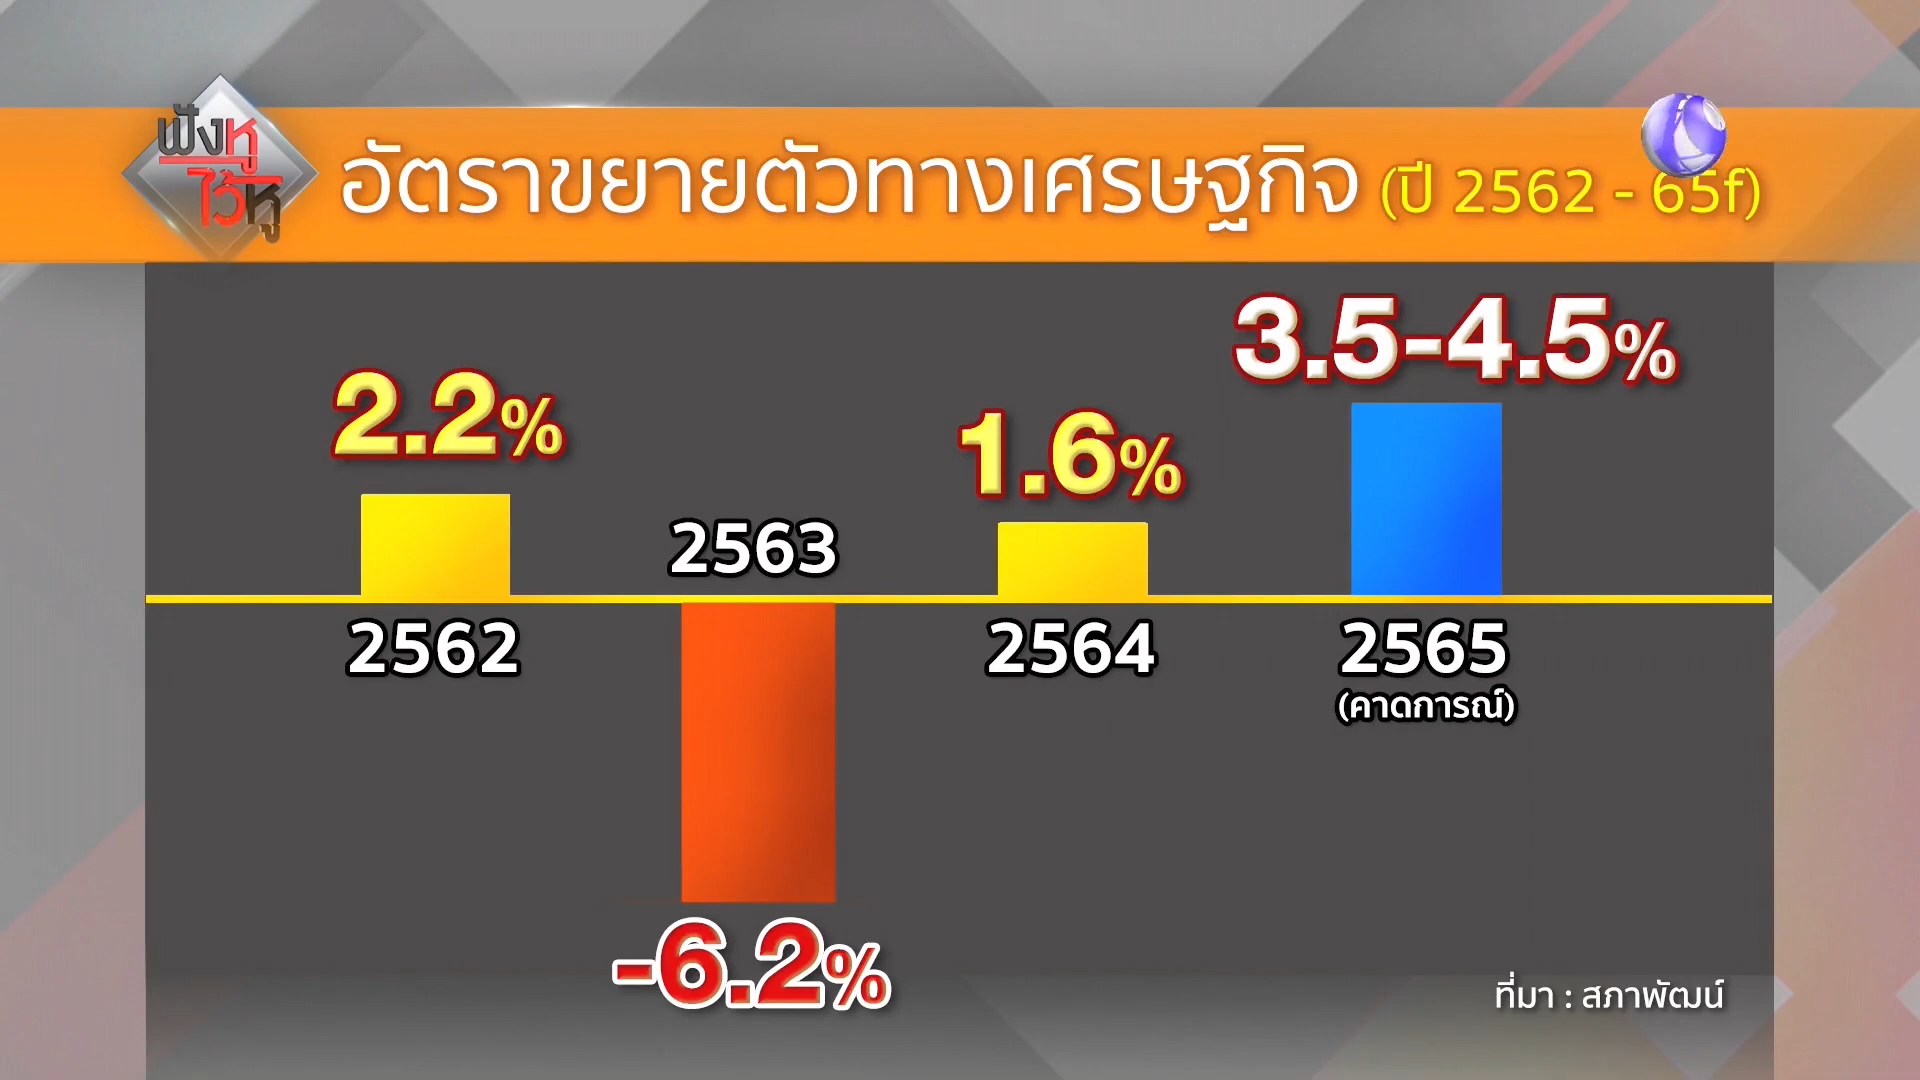 ฟังหู
ไว้หู
อัตราขยายตัวทางเศรษฐกิจ (ปี 2562 - 65f)
3.5-4.5%
2.2%
1.6%
2563
2562
2564
2565
(คาดการณ์)
-6.2%
ที่มา : สภาพัฒน์